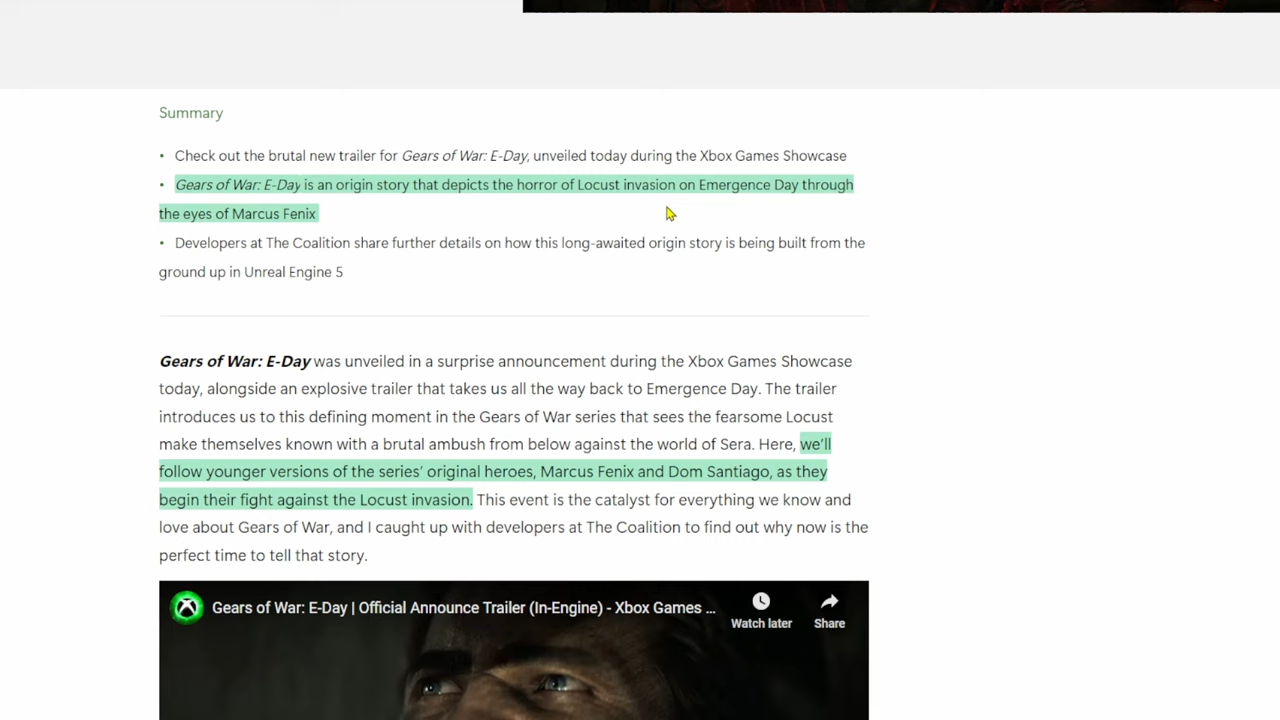 Summary
• Check out the brutal new trailer for Gears of War: E-Day, unveiled today during the Xbox Games Showcase
• Gears of War: E-Day is an origin story that depicts the horror of Locust invasion on Emergence Day through
the eyes of Marcus Fenix
• Developers at The Coalition share further details on how this long-awaited origin story is being built from the
ground up in Unreal Engine 5
Gears of War: E-Day was unveiled in a surprise announcement during the Xbox Games Showcase
today, alongside an explosive trailer that takes us all the way back to Emergence Day. The trailer
introduces us to this defining moment in the Gears of War series that sees the fearsome Locust
make themselves known with a brutal ambush from below against the world of Sera. Here, we’ll
follow younger versions of the series’ original heroes, Marcus Fenix and Dom Santiago, as they
begin their fight against the Locust invasion. This event is the catalyst for everything we know and
love about Gears of War, and I caught up with developers at The Coalition to find out why now is the
perfect time to tell that story.
Gears of War: E-Day | Official Announce Trailer (In-Engine) - Xbox Games ...
Watch later
Share